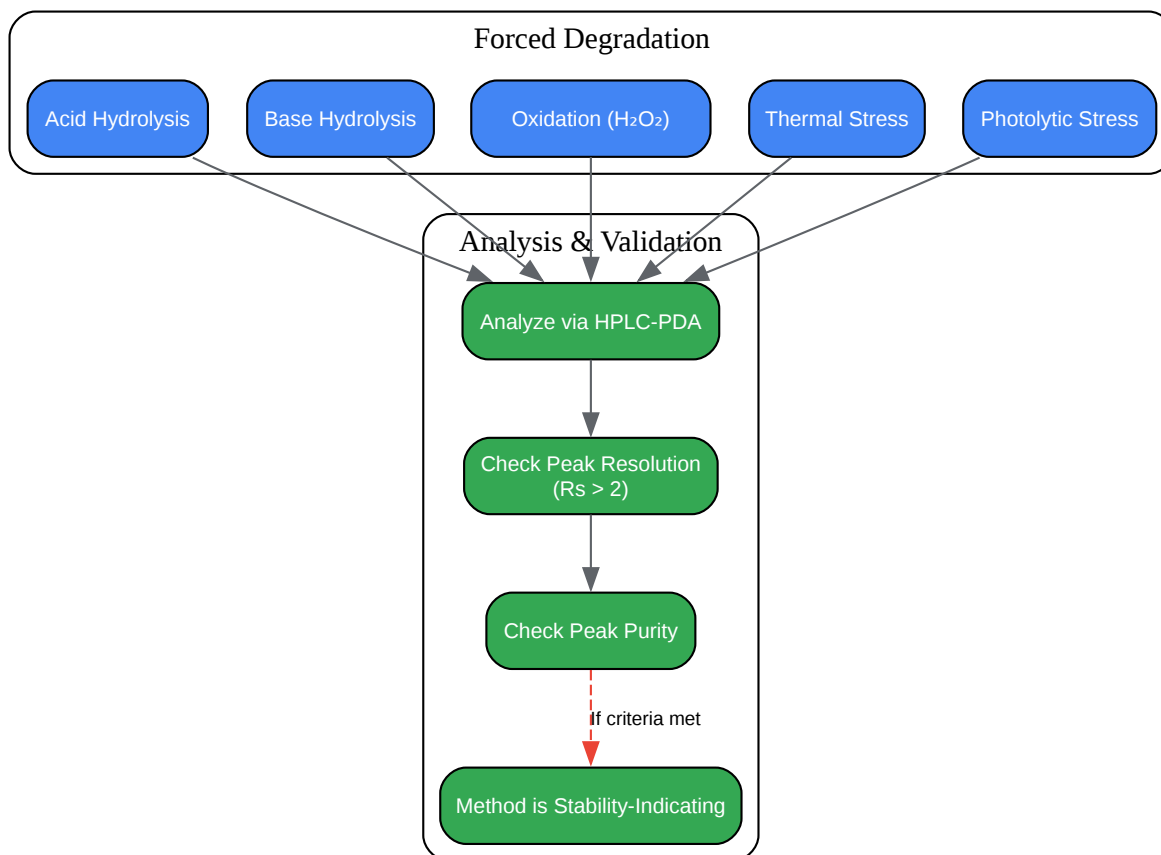 Forced Degradation
Acid Hydrolysis
Base Hydrolysis
Oxidation (H₂O₂)
Thermal Stress
Photolytic Stress
Analysis & Validation
Analyze via HPLC-PDA
Check Peak Resolution
(Rs > 2)
Check Peak Purity
If criteria met
Method is Stability-Indicating